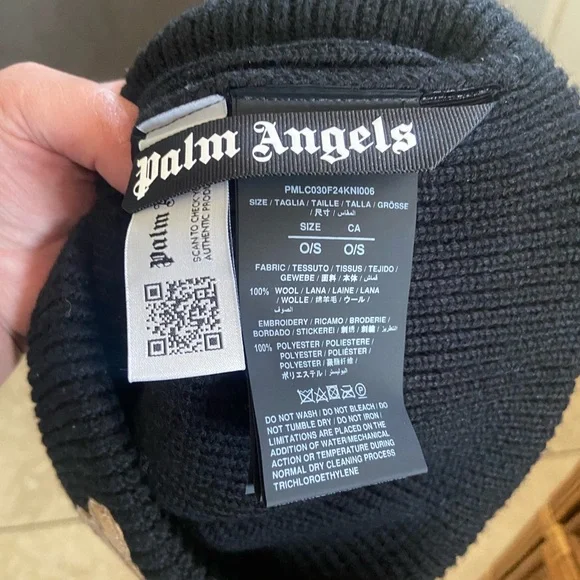 Palm Angels
PMLC030F24KNI006
SIZE / TAGLIA / TAILLE / TALLA / GRÖSSE
/ 尺寸 / المقاس
SIZE CA
O/S O/S
FABRIC / TESSUTO / TISSUS / TEJIDO /
GEWEBE / 面料 / 本体 / قماش
100% WOOL / LANA / LAINE / LANA
/ WOLLE / 绵羊毛 / ウール /
الصوف
EMBROIDERY / RICAMO / BRODERIE /
BORDADO / STICKEREI / 刺绣 / 刺繍 / التطريز
100% POLYESTER / POLIESTERE /
POLYESTER / POLIÉSTER /
POLYESTER / 聚酯纤维 /
ポリエステル / البوليستر
DO NOT WASH / DO NOT BLEACH / DO
NOT TUMBLE DRY / DO NOT IRON /
LIMITATIONS ARE PLACED ON THE
ADDITION OF WATER/MECHANICAL
ACTION OR TEMPERATURE DURING
NORMAL DRY CLEANING PROCESS
TRICHLOROETHYLENE
Palm
SCAN TO CHECK
AUTHENTIC